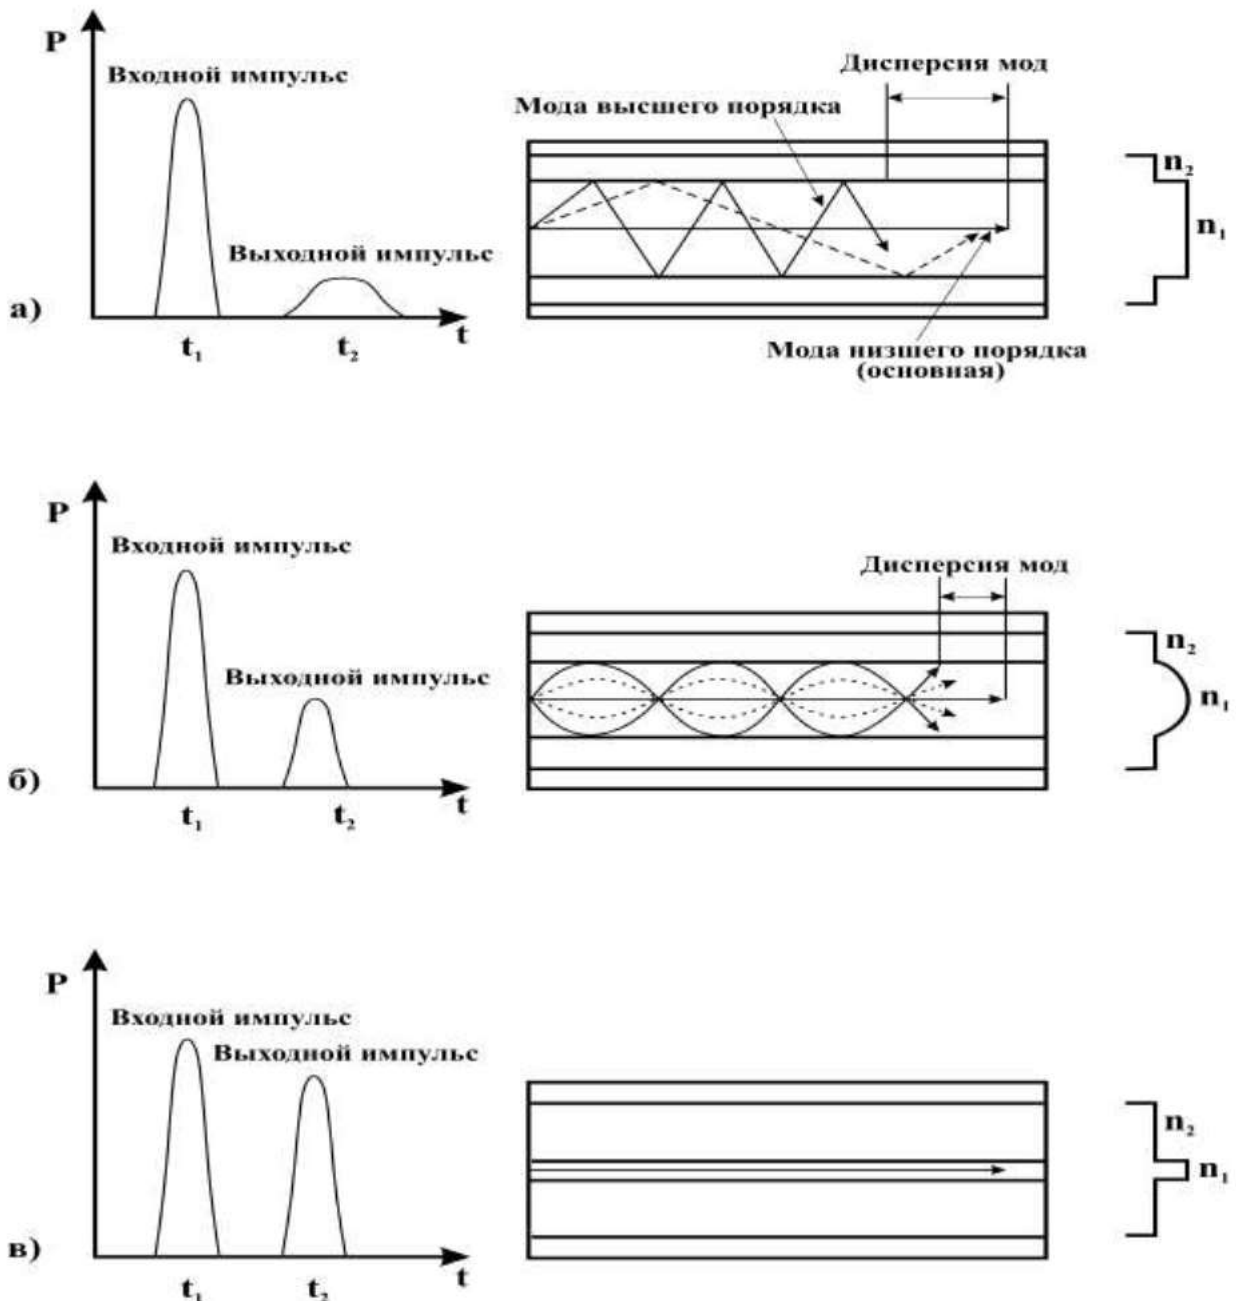 P
Входной импульс
Выходной импульс
а)
t₁
t₂
t
Дисперсия мод
Мода высшего порядка
n₂
n₁
Мода низшего порядка
(основная)
P
Входной импульс
Выходной импульс
б)
t₁
t₂
t
Дисперсия мод
n₂
n₁
P
Входной импульс
Выходной импульс
в)
t₁
t₂
t
n₂
n₁